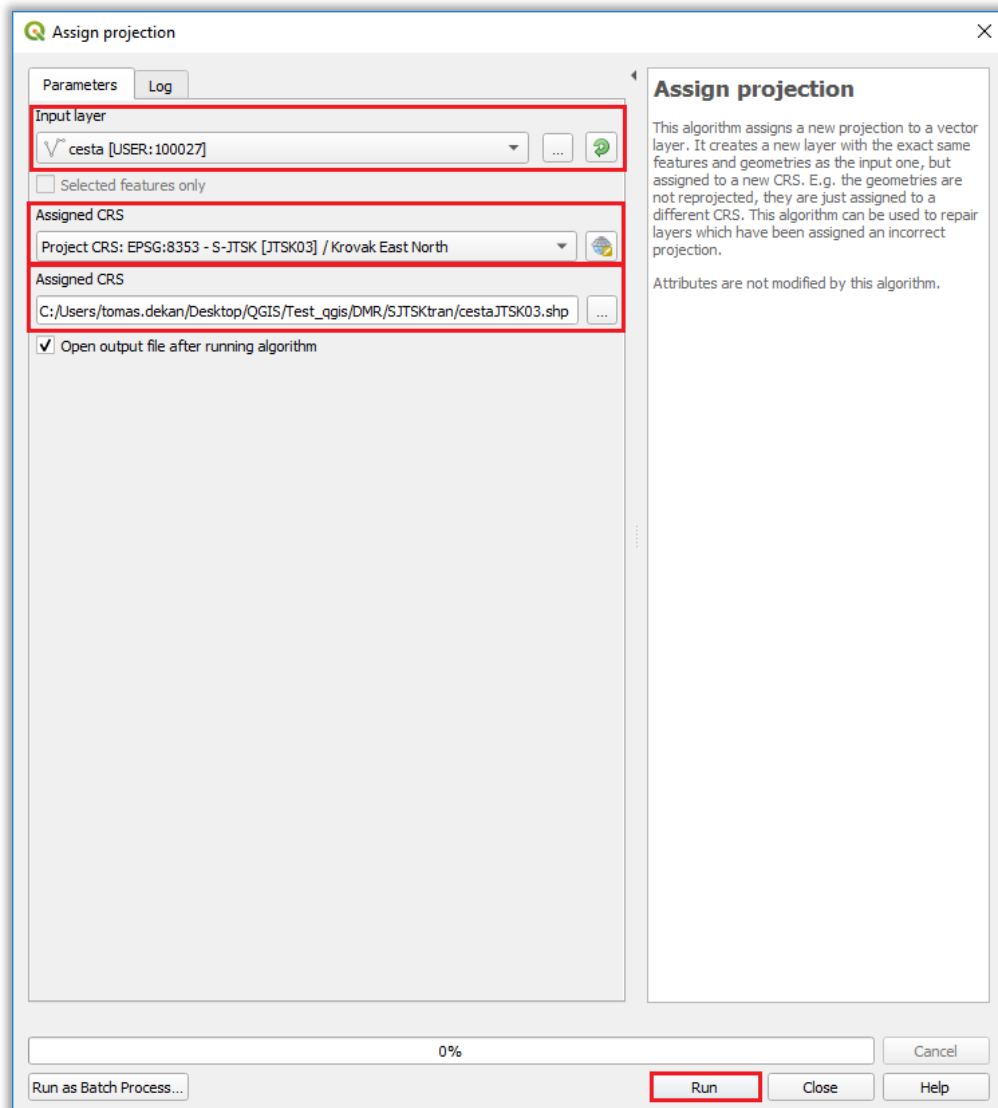 Assign projection
Parameters
Log
Input layer
cesta [USER:100027]
...
Selected features only
Assigned CRS
Project CRS: EPSG:8353 - S-JTSK [JTSK03] / Krovak East North
Assigned CRS
C:/Users/tomas.dekan/Desktop/QGIS/Test_qgis/DMR/SJTSKtran/cestaJTSK03.shp
...
Open output file after running algorithm
Assign projection
This algorithm assigns a new projection to a vector
layer. It creates a new layer with the exact same
features and geometries as the input one, but
assigned to a new CRS. E.g. the geometries are
not reprojected, they are just assigned to a
different CRS. This algorithm can be used to repair
layers which have been assigned an incorrect
projection.
Attributes are not modified by this algorithm.
0%
Cancel
Run as Batch Process...
Run
Close
Help